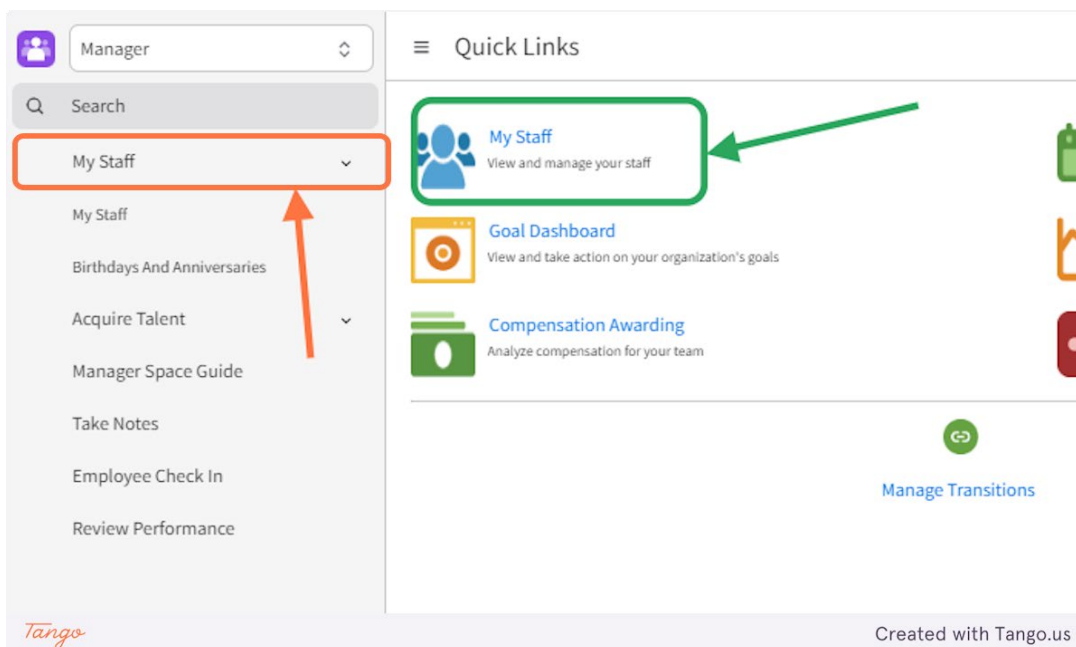 Manager
Search
My Staff
My Staff
Birthdays And Anniversaries
Acquire Talent
Manager Space Guide
Take Notes
Employee Check In
Review Performance
Quick Links
My Staff
View and manage your staff
Goal Dashboard
View and take action on your organization's goals
Compensation Awarding
Analyze compensation for your team
Manage Transitions
Tango
Created with Tango.us